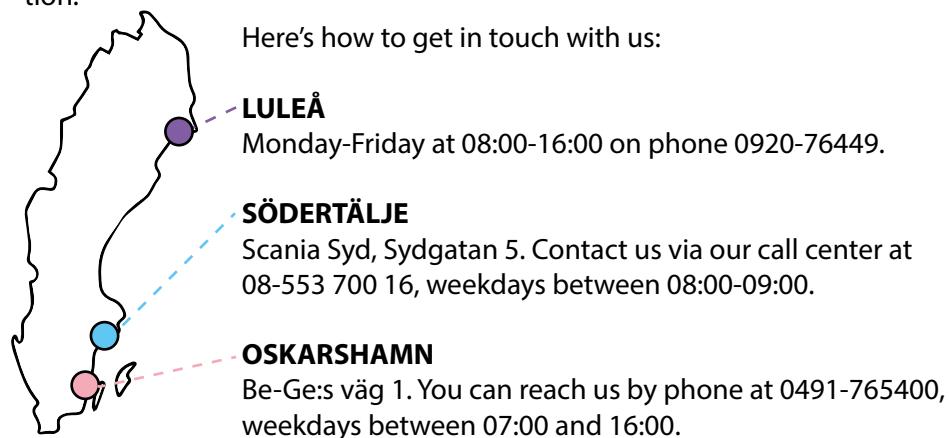 tion.
Here’s how to get in touch with us:
LULEÅ
Monday-Friday at 08:00-16:00 on phone 0920-76449.
SÖDERTÄLJE
Scania Syd, Sydgatan 5. Contact us via our call center at
08-553 700 16, weekdays between 08:00-09:00.
OSKARSHAMN
Be-Ge:s väg 1. You can reach us by phone at 0491-765400,
weekdays between 07:00 and 16:00.